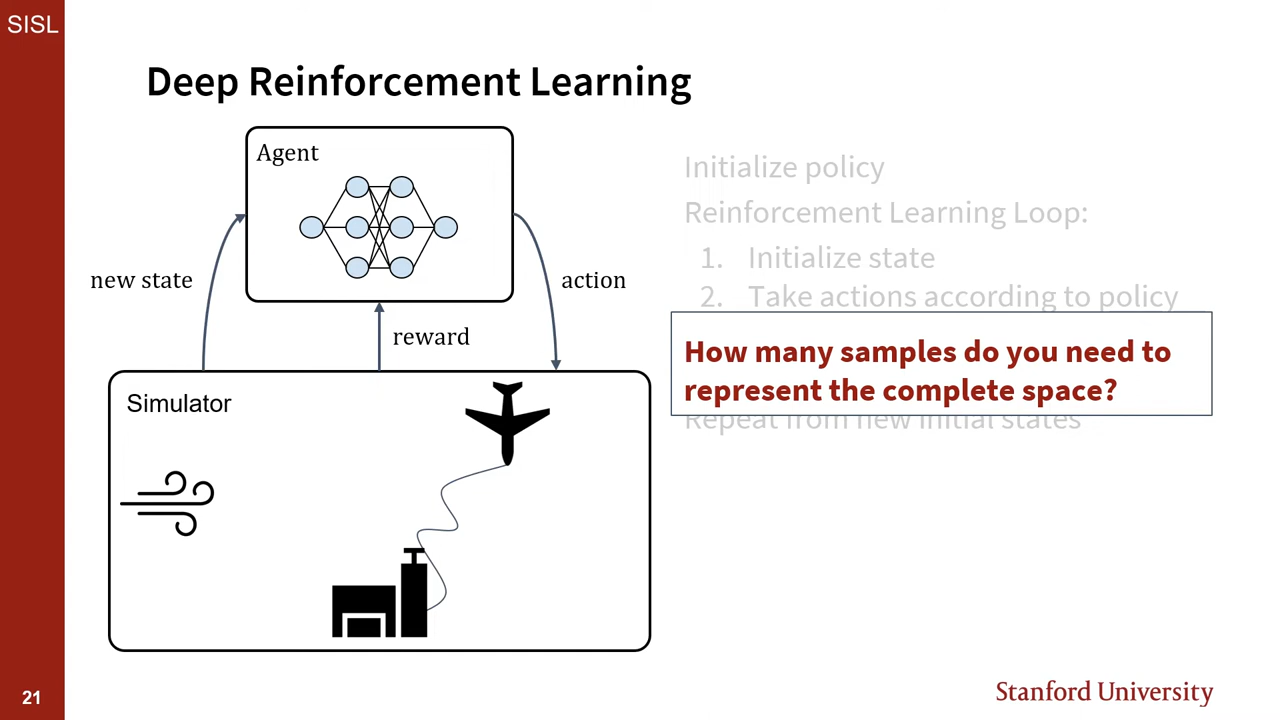 SISL
Deep Reinforcement Learning
Agent
new state
action
reward
Simulator
Initialize policy
Reinforcement Learning Loop:
1. Initialize state
2. Take actions according to policy
How many samples do you need to
represent the complete space?
Repeat from new initial states
21
Stanford University